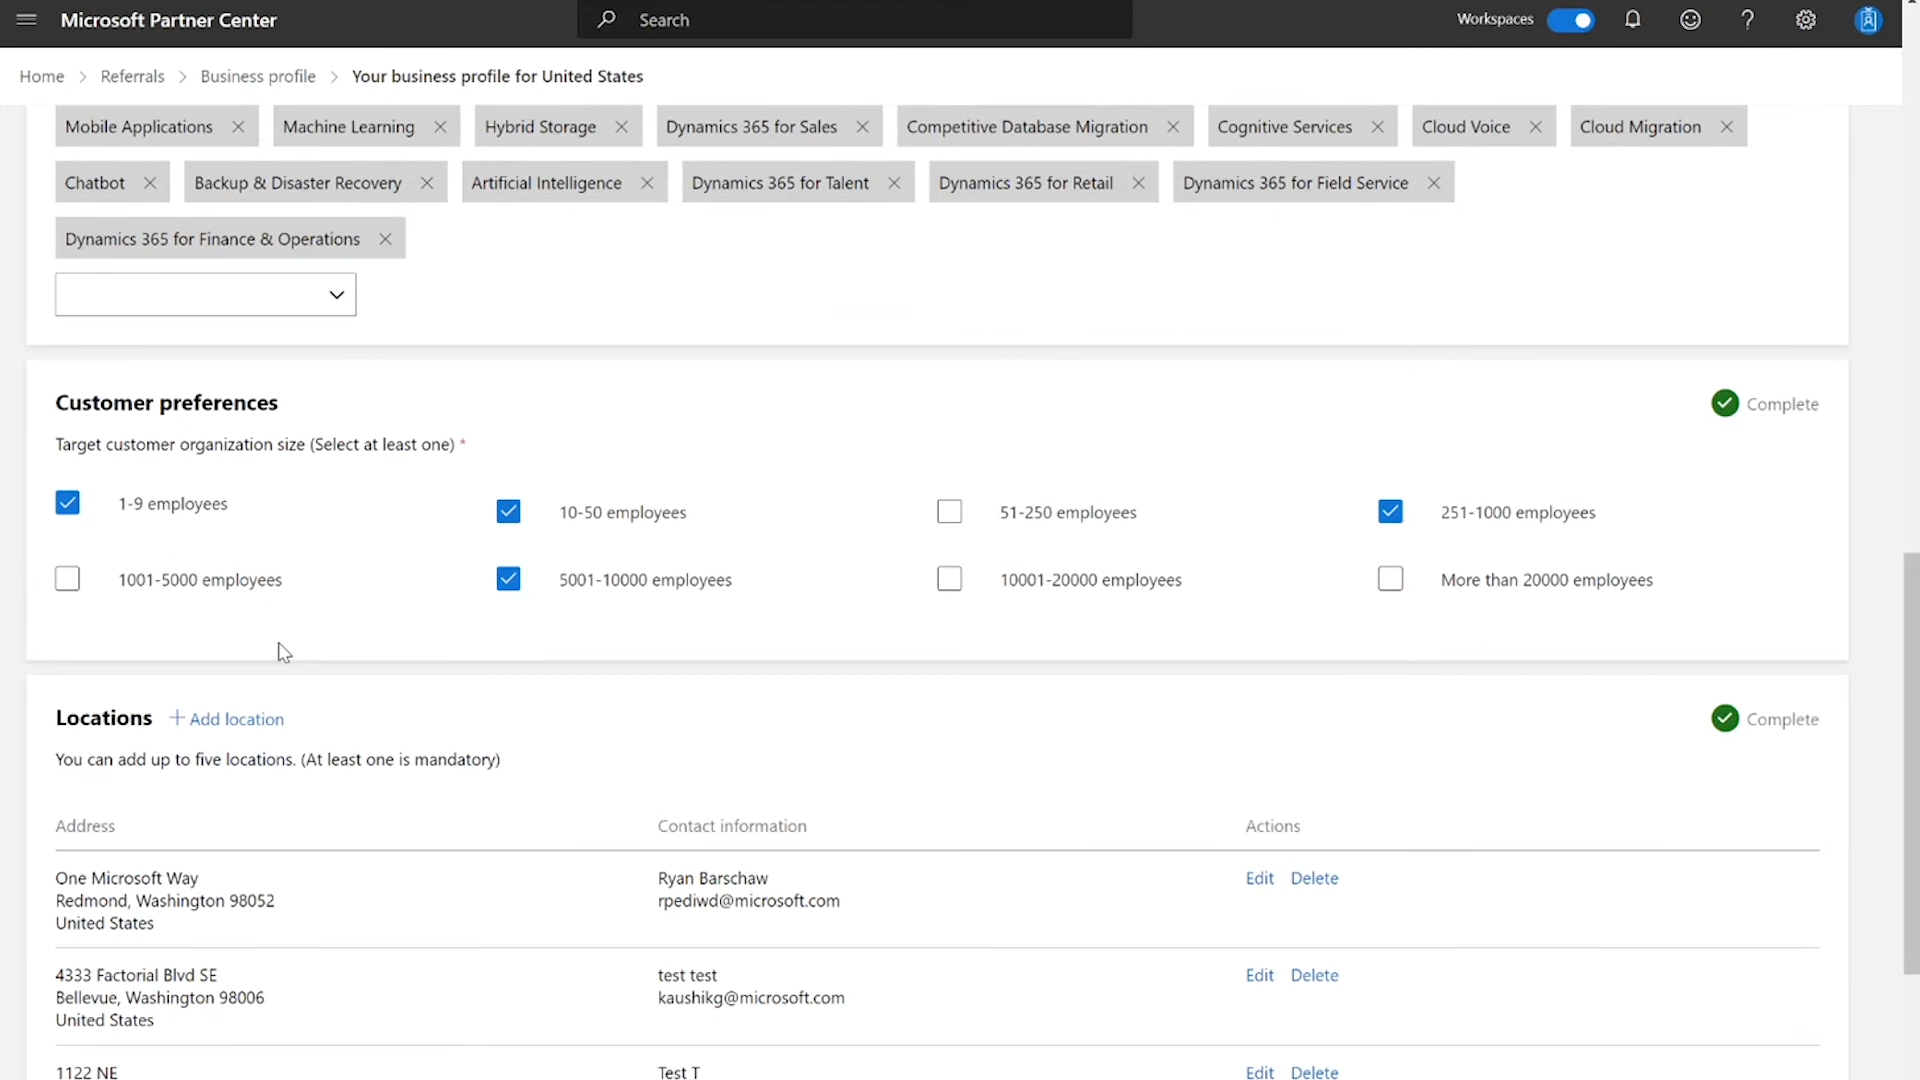 Microsoft Partner Center
Search
Workspaces
Home > Referrals > Business profile > Your business profile for United States
Mobile Applications Machine Learning Hybrid Storage Dynamics 365 for Sales Competitive Database Migration Cognitive Services Cloud Voice Cloud Migration
Chatbot Backup & Disaster Recovery Artificial Intelligence Dynamics 365 for Talent Dynamics 365 for Retail Dynamics 365 for Field Service
Dynamics 365 for Finance & Operations
Customer preferences
Complete
Target customer organization size (Select at least one) *
1-9 employees 10-50 employees 51-250 employees 251-1000 employees
1001-5000 employees 5001-10000 employees 10001-20000 employees More than 20000 employees
Locations + Add location
Complete
You can add up to five locations. (At least one is mandatory)
Address Contact information Actions
One Microsoft Way Ryan Barschaw Edit Delete
Redmond, Washington 98052 rpediwd@microsoft.com
United States
4333 Factorial Blvd SE test test Edit Delete
Bellevue, Washington 98006 kaushikg@microsoft.com
United States
1122 NE Test T Edit Delete